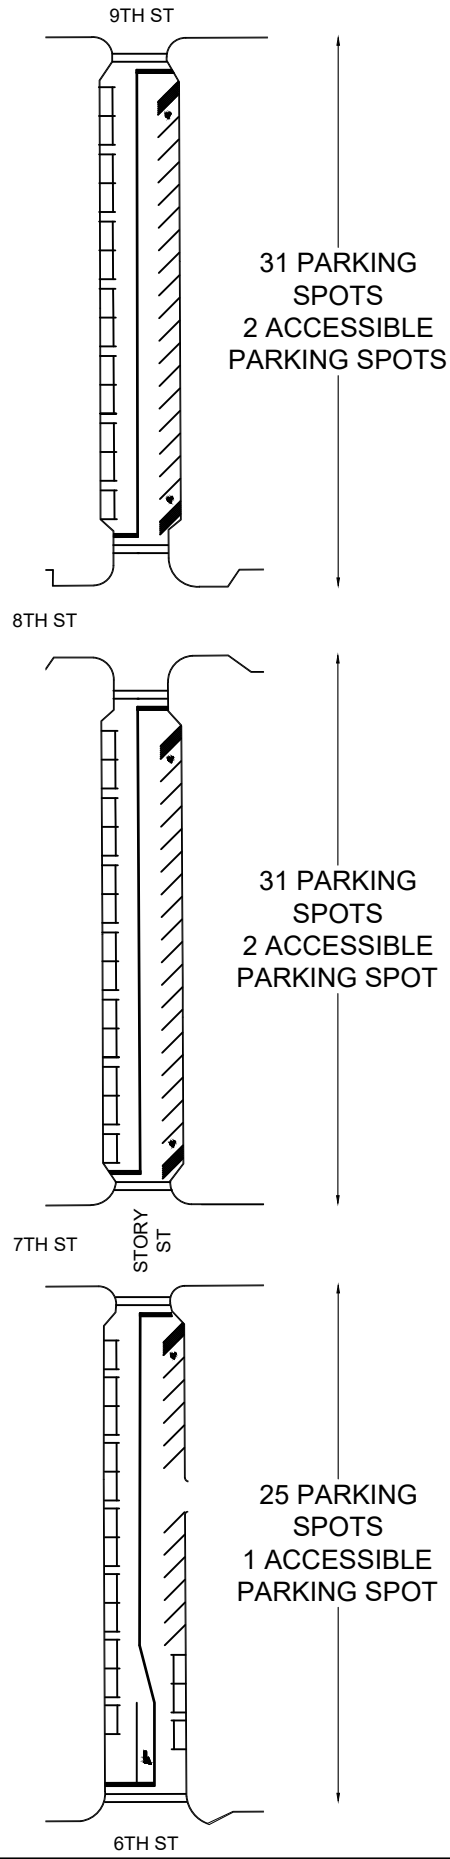 9TH ST
31 PARKING
SPOTS
2 ACCESSIBLE
PARKING SPOTS
8TH ST
31 PARKING
SPOTS
2 ACCESSIBLE
PARKING SPOT
7TH ST
STORY
ST
25 PARKING
SPOTS
1 ACCESSIBLE
PARKING SPOT
6TH ST